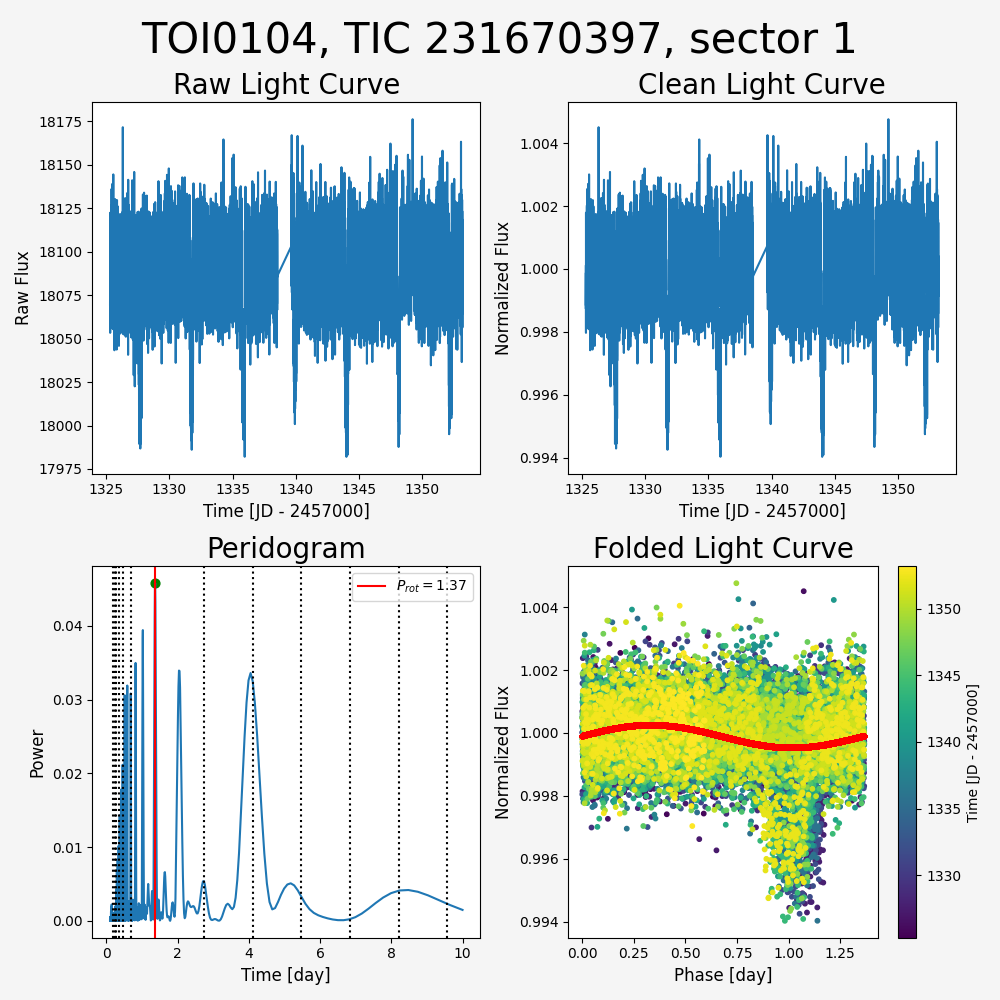 TOI0104, TIC 231670397, sector 1
Raw Light Curve
Clean Light Curve
18175
18150
18125
18100
18075
18050
18025
18000
17975
Raw Flux
1325 1330 1335 1340 1345 1350
Time [JD - 2457000]
1.004
1.002
1.000
0.998
0.996
0.994
Normalized Flux
1325 1330 1335 1340 1345 1350
Time [JD - 2457000]
Peridogram
Folded Light Curve
P_rot = 1.37
0.04
0.03
0.02
0.01
0.00
Power
0 2 4 6 8 10
Time [day]
1.004
1.002
1.000
0.998
0.996
0.994
Normalized Flux
0.00 0.25 0.50 0.75 1.00 1.25
Phase [day]
1350
1345
1340
1335
1330
Time [JD - 2457000]